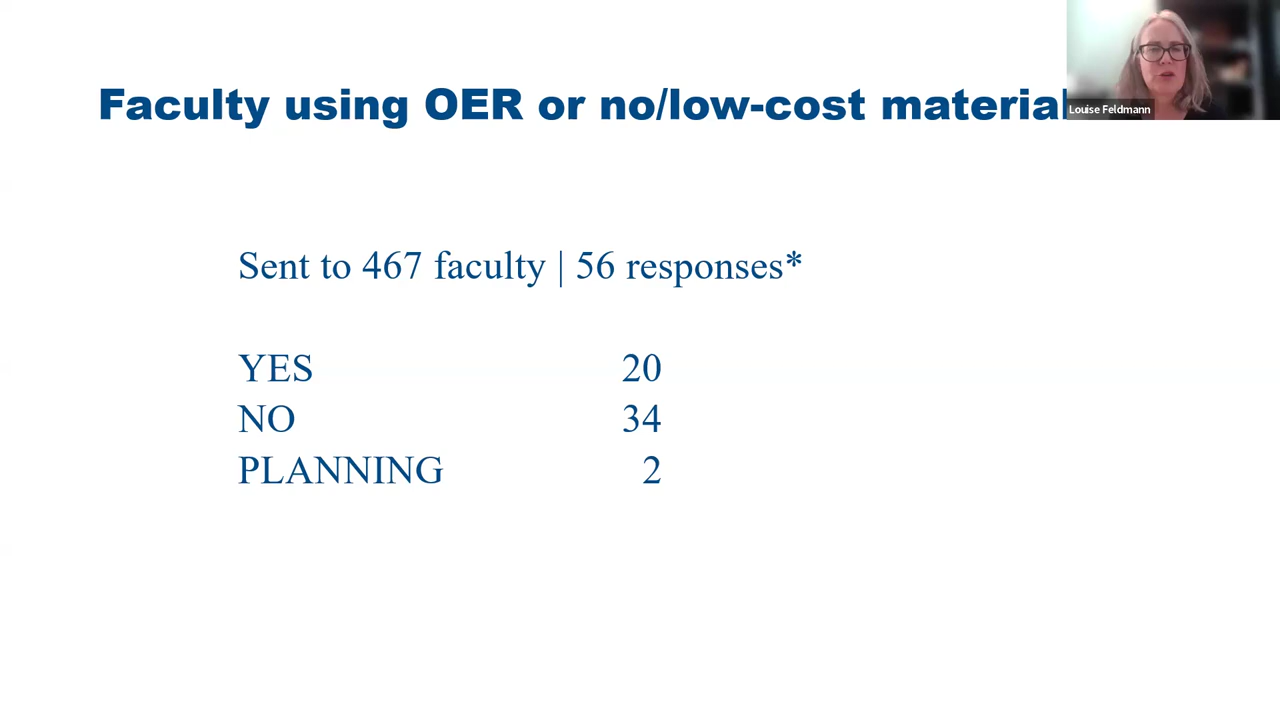 Faculty using OER or no/low-cost material
Louise Feldmann
Sent to 467 faculty | 56 responses*
YES 20
NO 34
PLANNING 2